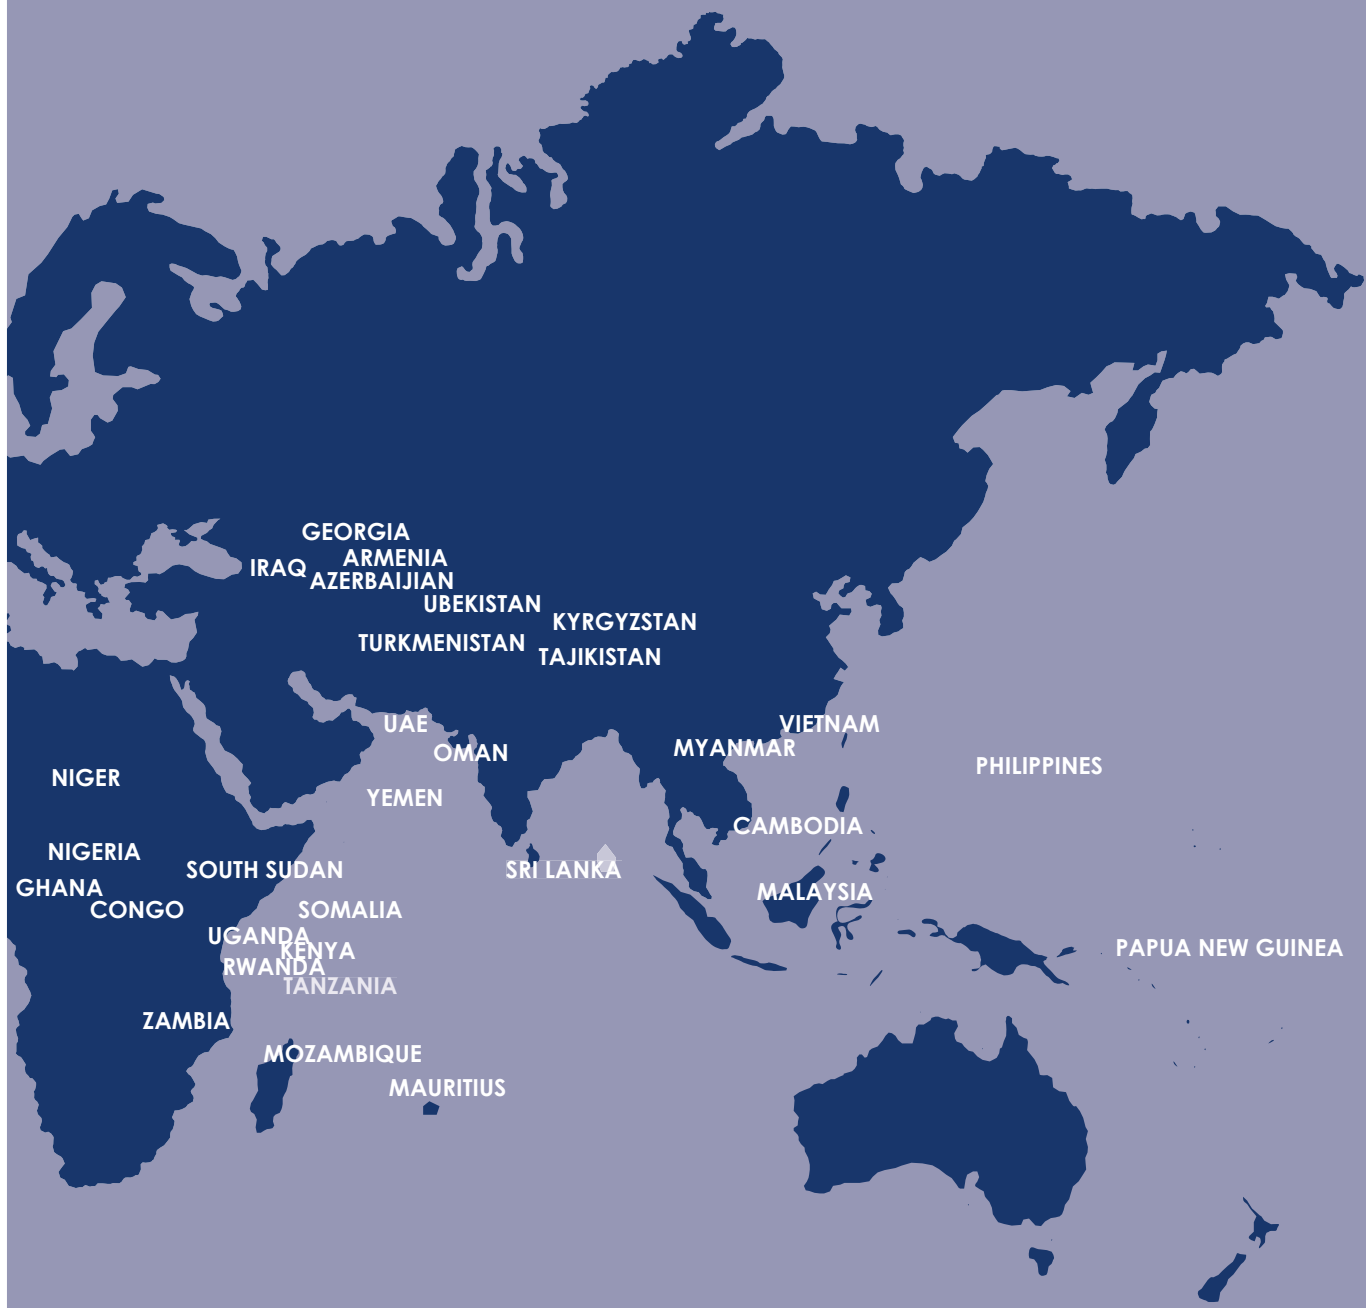 GEORGIA
ARMENIA
IRAQ
AZERBAIJIAN
UBEKISTAN
KYRGYZSTAN
TURKMENISTAN
TAJIKISTAN
UAE
VIETNAM
OMAN
MYANMAR
PHILIPPINES
NIGER
YEMEN
CAMBODIA
NIGERIA
SOUTH SUDAN
SRI LANKA
GHANA
MALAYSIA
CONGO
SOMALIA
UGANDA
KENYA
PAPUA NEW GUINEA
RWANDA
TANZANIA
ZAMBIA
MOZAMBIQUE
MAURITIUS